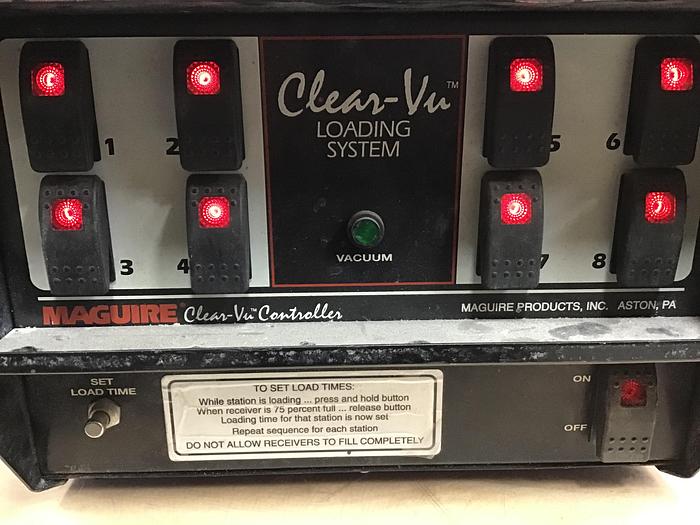 Clear-Vu™
LOADING
SYSTEM
1
2
5
6
3
4
7
8
VACUUM
MAGUIRE® Clear-Vu™ Controller
MAGUIRE PRODUCTS, INC. ASTON, PA
SET
LOAD TIME
TO SET LOAD TIMES:
While station is loading ... press and hold button
When receiver is 75 percent full ... release button
Loading time for that station is now set
Repeat sequence for each station
DO NOT ALLOW RECEIVERS TO FILL COMPLETELY
ON
OFF